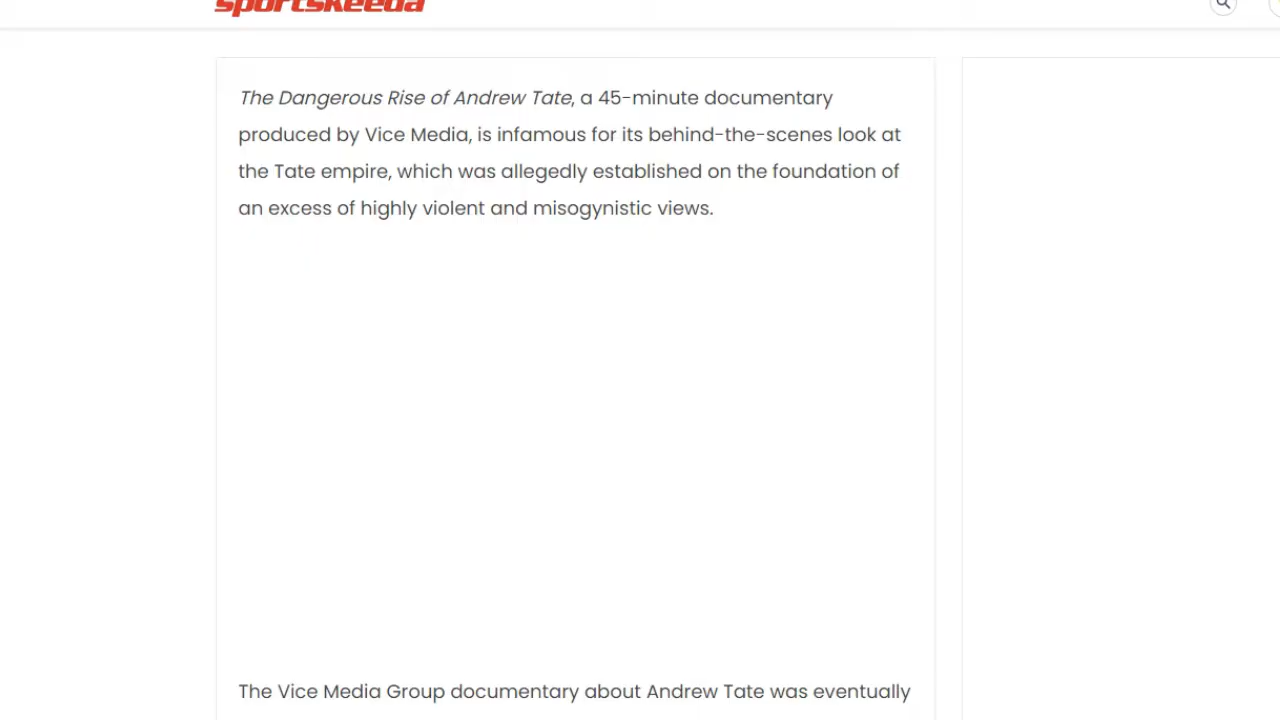 sportskeeda
The Dangerous Rise of Andrew Tate, a 45-minute documentary
produced by Vice Media, is infamous for its behind-the-scenes look at
the Tate empire, which was allegedly established on the foundation of
an excess of highly violent and misogynistic views.
The Vice Media Group documentary about Andrew Tate was eventually